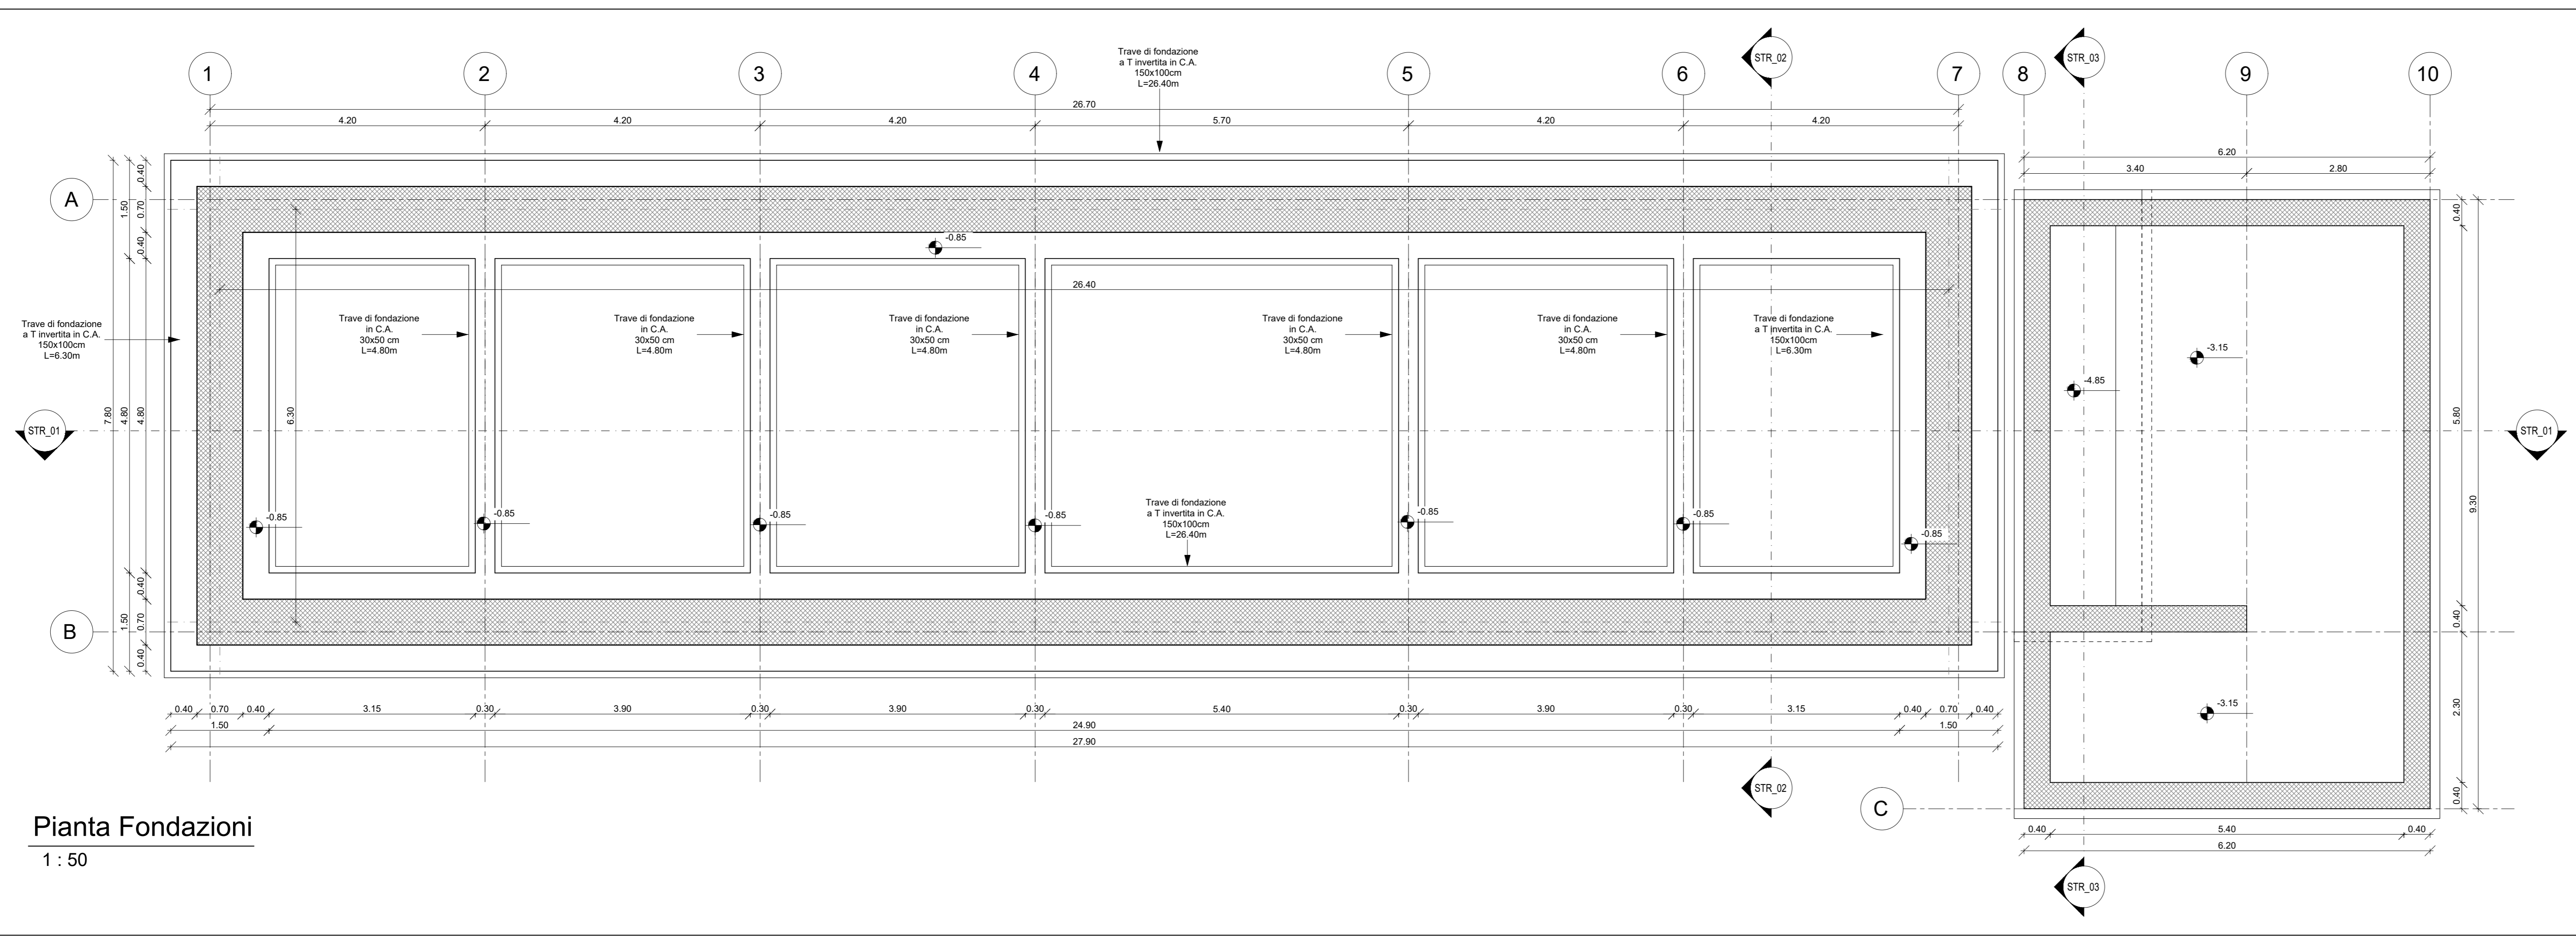 1
2
3
4
5
6
STR_02
7
8
STR_03
9
10
Trave di fondazione
a T invertita in C.A.
150x100cm
L=26.40m
26.70
4.20
4.20
4.20
5.70
4.20
4.20
6.20
3.40
2.80
A
B
C
0.40
0.70
0.40
1.50
7.80
4.80
4.80
0.40
0.70
0.40
1.50
6.30
26.40
-0.85
Trave di fondazione
a T invertita in C.A.
150x100cm
L=6.30m
Trave di fondazione
in C.A.
30x50 cm
L=4.80m
Trave di fondazione
in C.A.
30x50 cm
L=4.80m
Trave di fondazione
in C.A.
30x50 cm
L=4.80m
Trave di fondazione
in C.A.
30x50 cm
L=4.80m
Trave di fondazione
in C.A.
30x50 cm
L=4.80m
Trave di fondazione
a T invertita in C.A.
150x100cm
L=6.30m
STR_01
STR_01
-0.85
-0.85
-0.85
-0.85
-0.85
-0.85
-0.85
Trave di fondazione
a T invertita in C.A.
150x100cm
L=26.40m
-4.85
-3.15
-3.15
0.40
5.80
0.40
9.30
2.30
0.40
0.40
0.70
0.40
3.15
0.30
3.90
0.30
3.90
0.30
5.40
0.30
3.90
0.30
3.15
0.40
0.70
0.40
1.50
24.90
1.50
27.90
STR_02
0.40
5.40
0.40
6.20
STR_03
Pianta Fondazioni
1 : 50